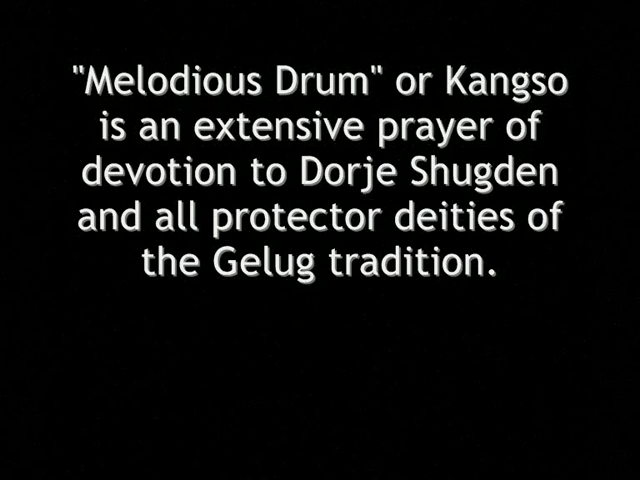 "Melodious Drum" or Kangso
is an extensive prayer of
devotion to Dorje Shugden
and all protector deities of
the Gelug tradition.